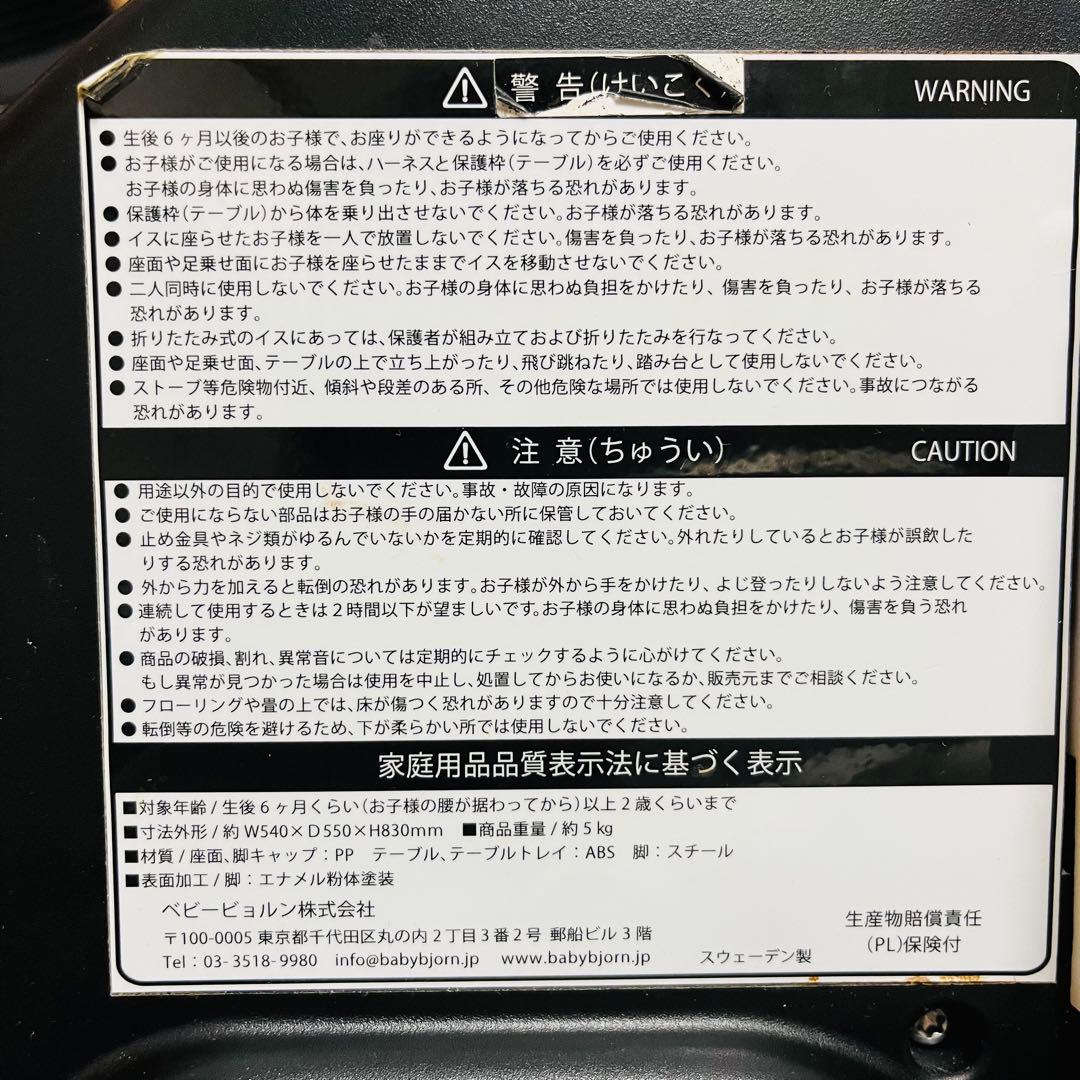 警 告(けいこく WARNING
● 生後6ヶ月以後のお子様で、お座りができるようになってからご使用ください。
● お子様がご使用になる場合は、ハーネスと保護枠(テーブル)を必ずご使用ください。
お子様の身体に思わぬ傷害を負ったり、お子様が落ちる恐れがあります。
● 保護枠(テーブル)から体を乗り出させないでください。お子様が落ちる恐れがあります。
● イスに座らせたお子様を一人で放置しないでください。傷害を負ったり、お子様が落ちる恐れがあります。
● 座面や足乗せ面にお子様を座らせたままでイスを移動させないでください。
● 二人同時に使用しないでください。お子様の身体に思わぬ負担をかけたり、傷害を負ったり、お子様が落ちる
恐れがあります。
● 折りたたみ式のイスにあっては、保護者が組み立ておよび折りたたみを行なってください。
● 座面や足乗せ面、テーブルの上で立ち上がったり、飛び跳ねたり、踏み台として使用しないでください。
● ストーブ等危険物付近、傾斜や段差のある所、その他危険な場所では使用しないでください。事故につながる
恐れがあります。
注 意(ちゅうい) CAUTION
● 用途以外の目的で使用しないでください。事故・故障の原因になります。
● ご使用にならない部品はお子様の手の届かない所に保管しておいてください。
● 止め金具やネジ類がゆるんでいないかを定期的に確認してください。外れたりしているとお子様が誤飲した
りする恐れがあります。
● 外から力を加えると転倒の恐れがあります。お子様が外から手をかけたり、よじ登ったりしないよう注意してください。
● 連続して使用するときは2時間以下が望ましいです。お子様の身体に思わぬ負担をかけたり、傷害を負う恐れ
があります。
● 商品の破損、割れ、異常音については定期的にチェックするように心がけてください。
もし異常が見つかった場合は使用を中止し、処置してからお使いになるか、販売元までご相談ください。
● フローリングや畳の上では、床が傷つく恐れがありますので十分注意してください。
● 転倒等の危険を避けるため、下が柔らかい所では使用しないでください。
家庭用品品質表示法に基づく表示
■対象年齢/生後6ヶ月くらい(お子様の腰が据わってから)以上2歳くらいまで
■寸法外形/約 W540×D550×H830mm ■商品重量/約5kg
■材質/座面、脚キャップ:PP テーブル、テーブルトレイ:ABS 脚:スチール
■表面加工/脚:エナメル粉体塗装
ベビービョルン株式会社
〒100-0005 東京都千代田区丸の内2丁目3番2号 郵船ビル3階
Tel:03-3518-9980 info@babybjorn.jp www.babybjorn.jp スウェーデン製
生産物賠償責任
(PL)保険付